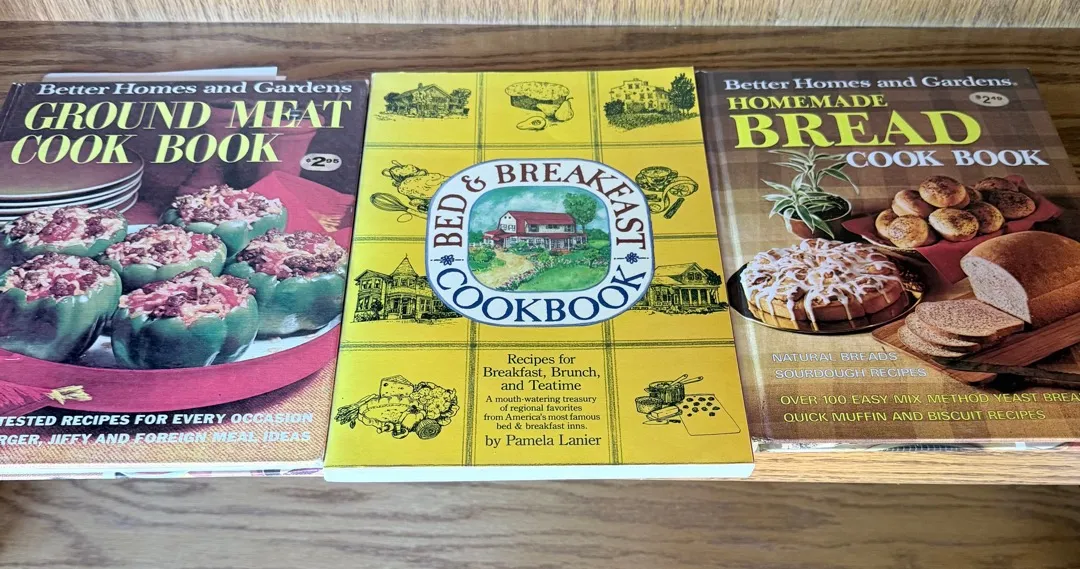 Better Homes and Gardens
GROUND MEAT
COOK BOOK
$2.95
TESTED RECIPES FOR EVERY OCCASION
JIFFY AND FOREIGN MEAL IDEAS
BED & BREAKFAST
COOKBOOK
Recipes for
Breakfast, Brunch,
and Teatime
A mouth-watering treasury
of regional favorites
from America's most famous
bed & breakfast inns.
by Pamela Lanier
Better Homes and Gardens®
HOMEMADE
$2.49
BREAD
COOK BOOK
NATURAL BREADS
SOURDOUGH RECIPES
OVER 100 EASY MIX METHOD YEAST BREA
QUICK MUFFIN AND BISCUIT RECIPES